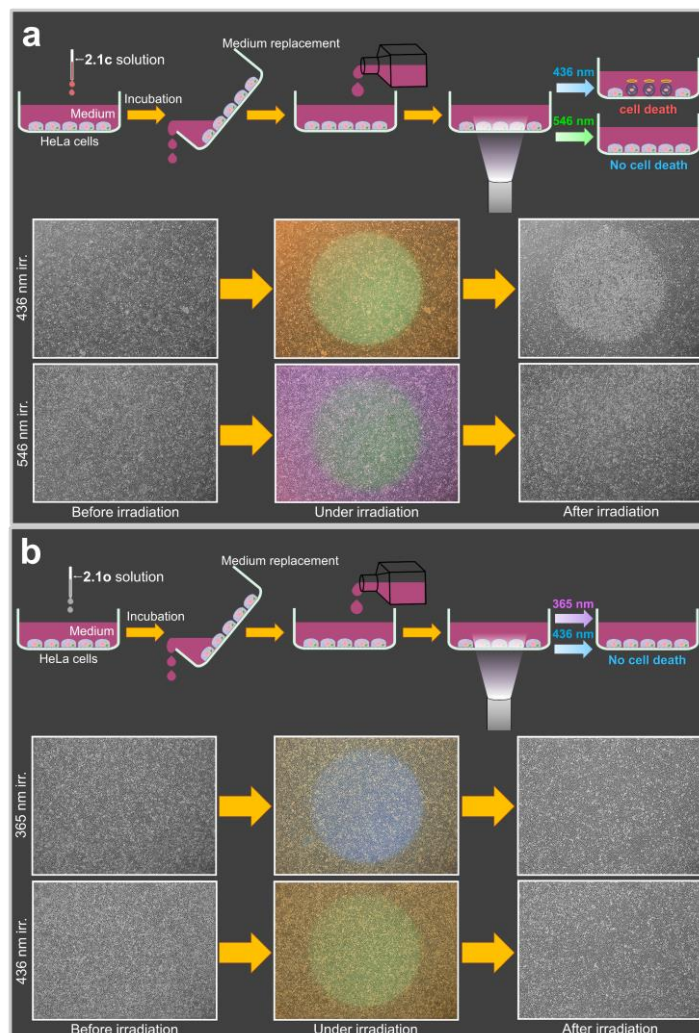 a
←2.1c solution
Medium replacement
Incubation
Medium
HeLa cells
436 nm
cell death
546 nm
No cell death
436 nm irr.
546 nm irr.
Before irradiation
Under irradiation
After irradiation
b
←2.1o solution
Medium replacement
Incubation
Medium
HeLa cells
365 nm
436 nm
No cell death
365 nm irr.
436 nm irr.
Before irradiation
Under irradiation
After irradiation